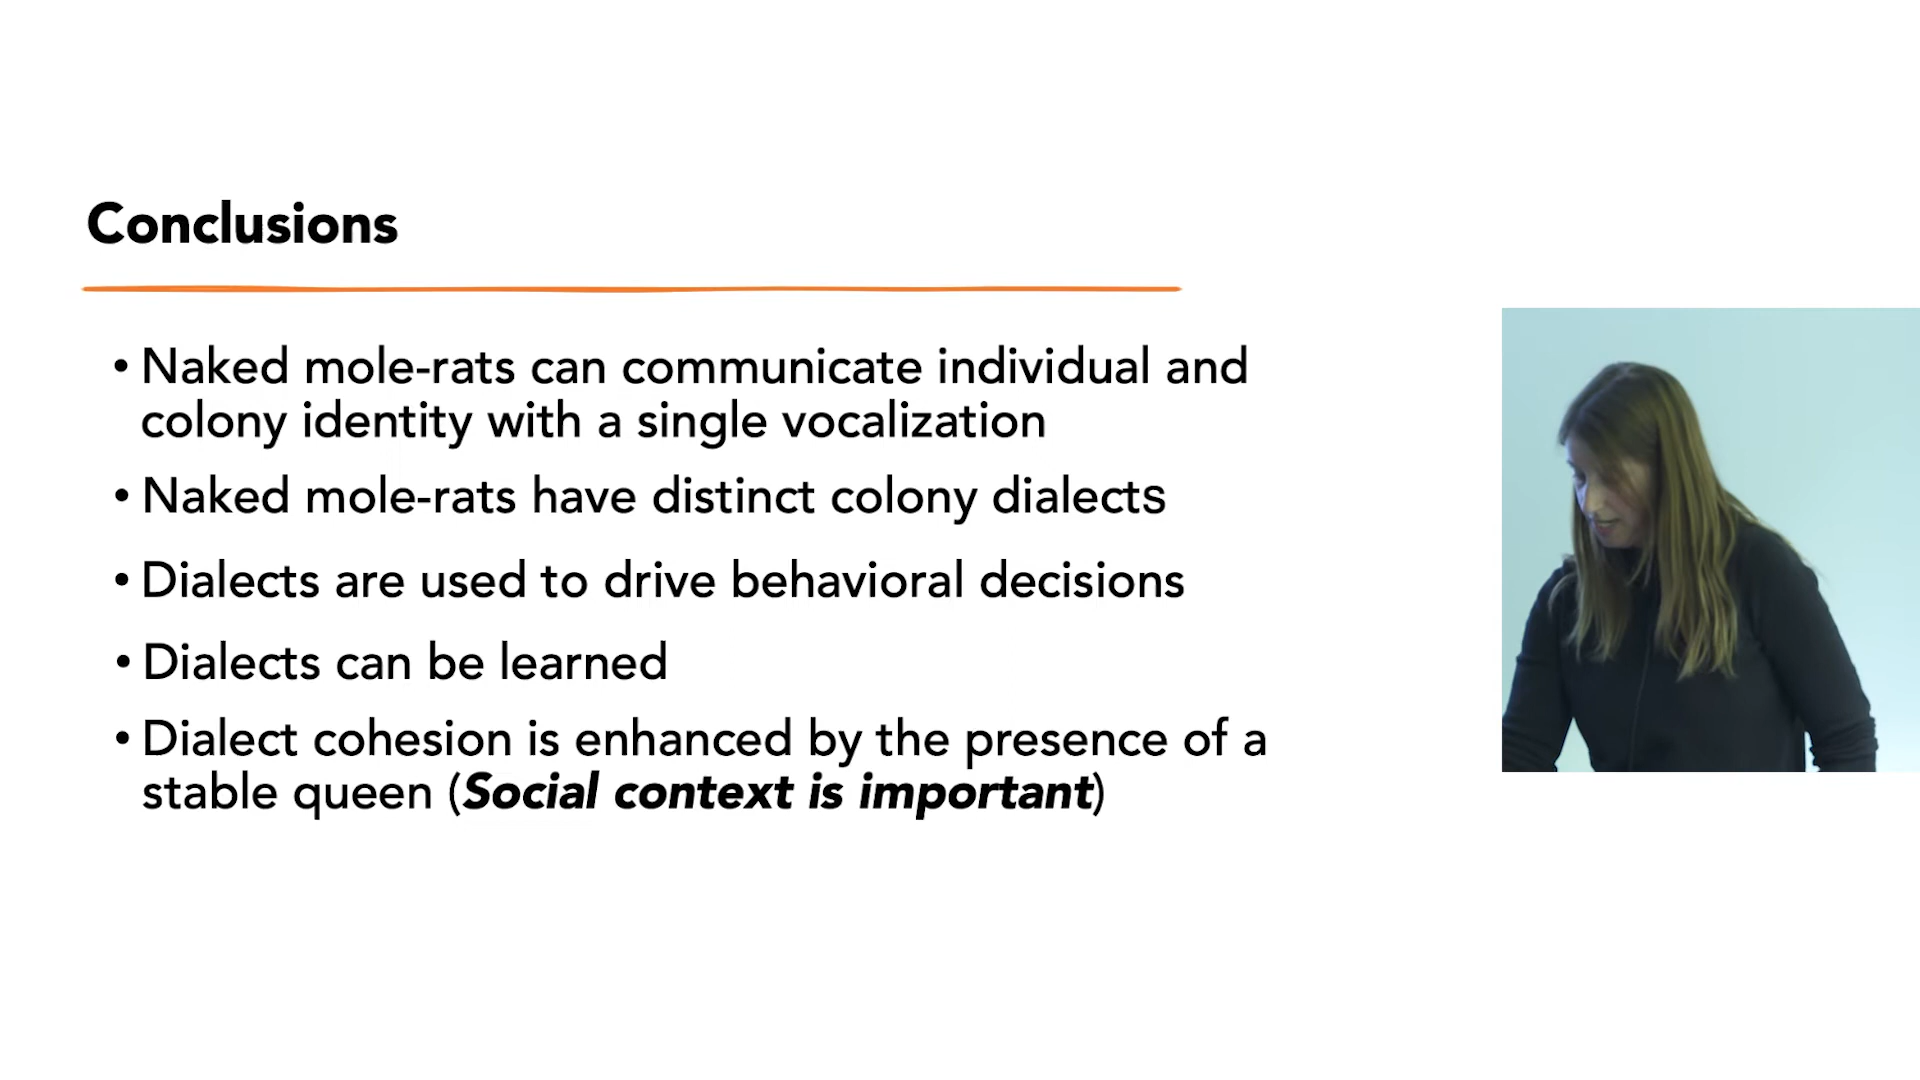 Conclusions
• Naked mole-rats can communicate individual and
colony identity with a single vocalization
• Naked mole-rats have distinct colony dialects
• Dialects are used to drive behavioral decisions
• Dialects can be learned
• Dialect cohesion is enhanced by the presence of a
stable queen (Social context is important)